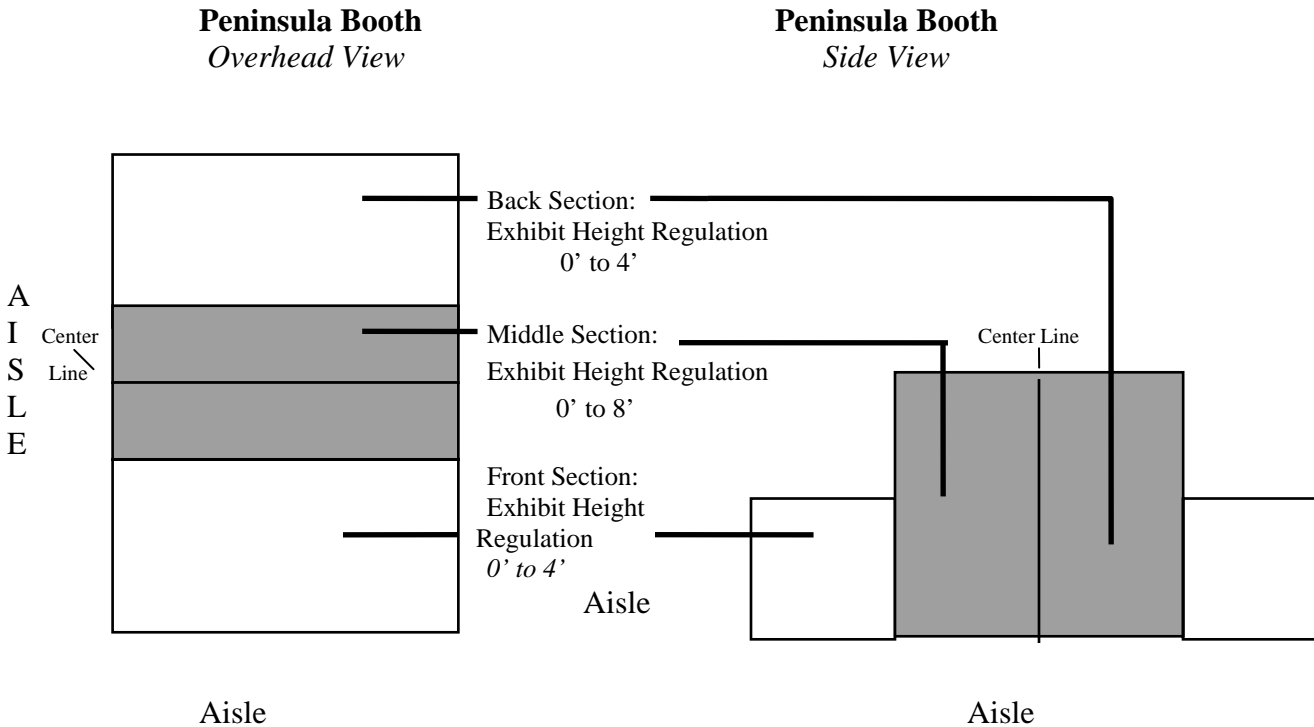 Peninsula Booth
Overhead View
Peninsula Booth
Side View
Back Section:
Exhibit Height Regulation
0’ to 4’
A
I
S
L
E
Center
Line
Middle Section:
Exhibit Height Regulation
0’ to 8’
Center Line
Front Section:
Exhibit Height
Regulation
0’ to 4’
Aisle
Aisle
Aisle